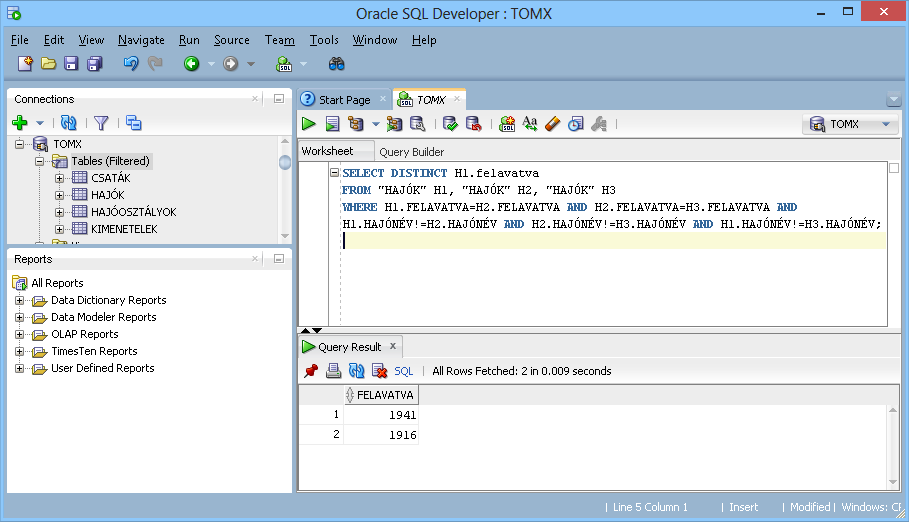 Oracle SQL Developer : TOMX
File Edit View Navigate Run Source Team Tools Window Help
Connections
TOMX
Tables (Filtered)
CSATÁK
HAJÓK
HAJÓOSZTÁLYOK
KIMENETELEK
Reports
All Reports
Data Dictionary Reports
Data Modeler Reports
OLAP Reports
TimesTen Reports
User Defined Reports
Start Page
TOMX
SQL
Aa
TOMX
Worksheet Query Builder
SELECT DISTINCT H1.felavatva
FROM "HAJÓK" H1, "HAJÓK" H2, "HAJÓK" H3
WHERE H1.FELAVATVA=H2.FELAVATVA AND H2.FELAVATVA=H3.FELAVATVA AND
H1.HAJÓNÉV!=H2.HAJÓNÉV AND H2.HAJÓNÉV!=H3.HAJÓNÉV AND H1.HAJÓNÉV!=H3.HAJÓNÉV;
Query Result
SQL | All Rows Fetched: 2 in 0.009 seconds
FELAVATVA
1 1941
2 1916
Line 5 Column 1 | Insert | Modified | Windows: